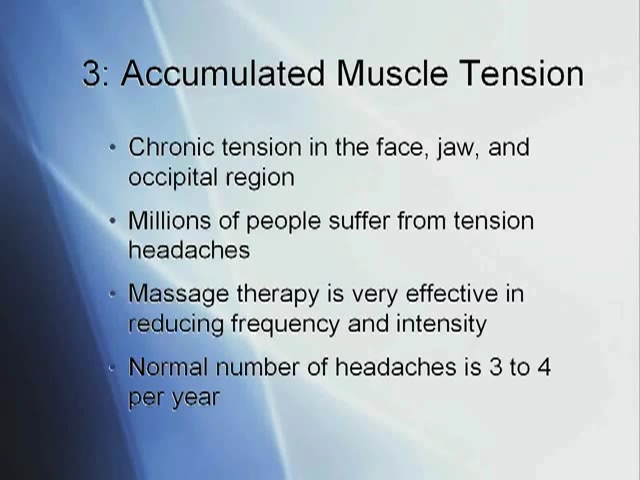 3: Accumulated Muscle Tension
• Chronic tension in the face, jaw, and
occipital region
• Millions of people suffer from tension
headaches
• Massage therapy is very effective in
reducing frequency and intensity
• Normal number of headaches is 3 to 4
per year